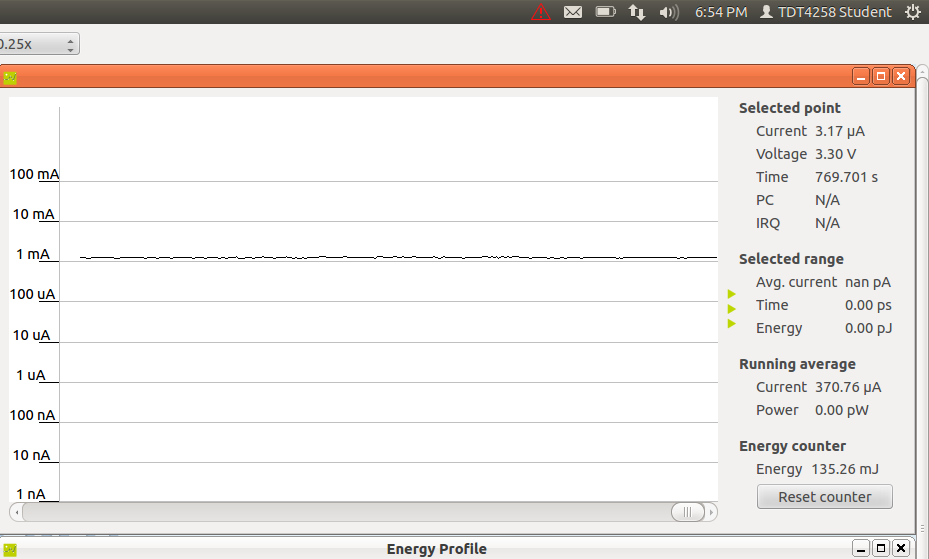 6:54 PM TDT4258 Student
0.25x
100 mA
10 mA
1 mA
100 uA
10 uA
1 uA
100 nA
10 nA
1 nA
Selected point
Current 3.17 µA
Voltage 3.30 V
Time 769.701 s
PC N/A
IRQ N/A
Selected range
Avg. current nan pA
Time 0.00 ps
Energy 0.00 pJ
Running average
Current 370.76 µA
Power 0.00 pW
Energy counter
Energy 135.26 mJ
Reset counter
Energy Profile